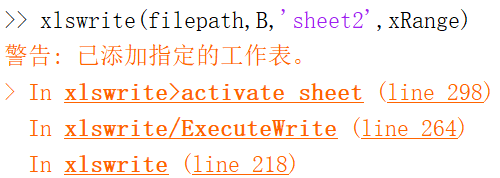 >> xlswrite(filepath,B,'sheet2',xRange)
警告: 已添加指定的工作表。
> In xlswrite>activate_sheet (line 298)
In xlswrite/ExecuteWrite (line 264)
In xlswrite (line 218)